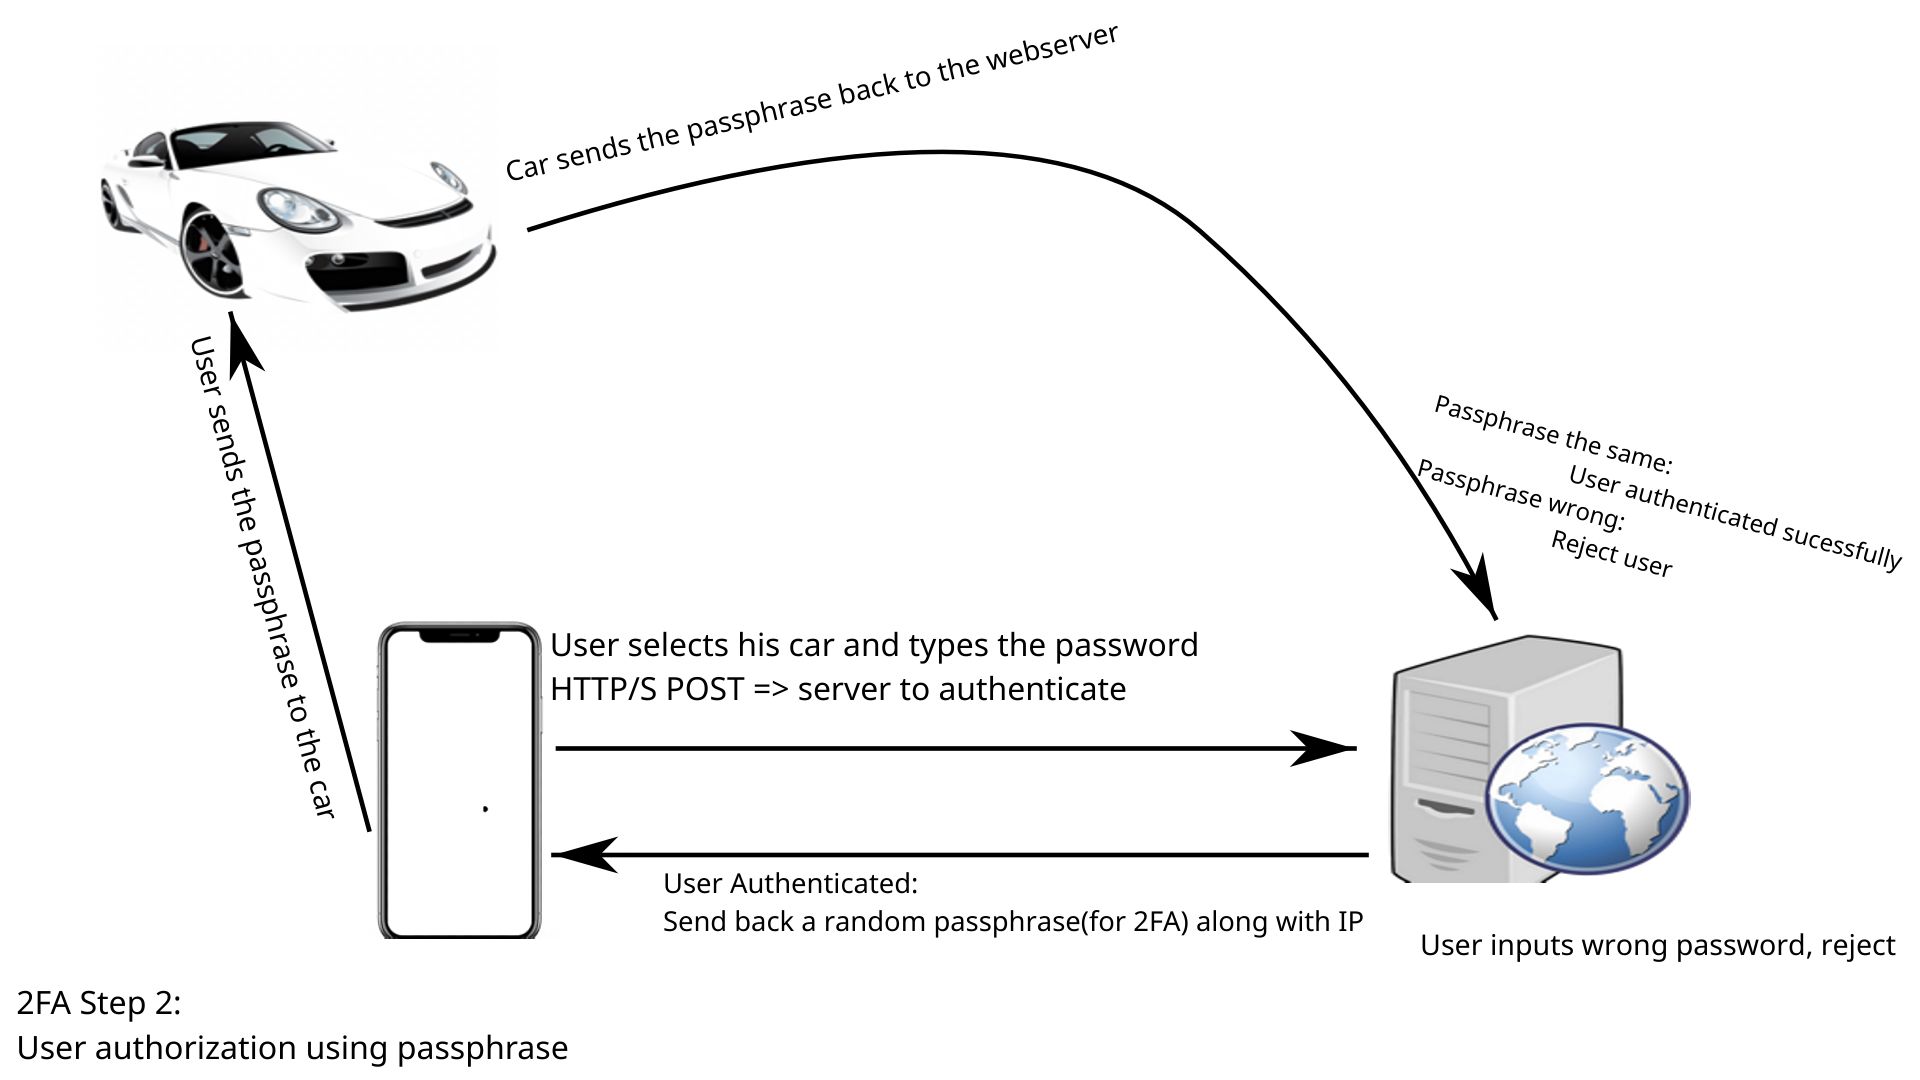 Car sends the passphrase back to the webserver
User sends the passphrase to the car
Passphrase the same:
User authenticated sucessfully
Passphrase wrong:
Reject user
User selects his car and types the password
HTTP/S POST => server to authenticate
User Authenticated:
Send back a random passphrase(for 2FA) along with IP
User inputs wrong password, reject
2FA Step 2:
User authorization using passphrase